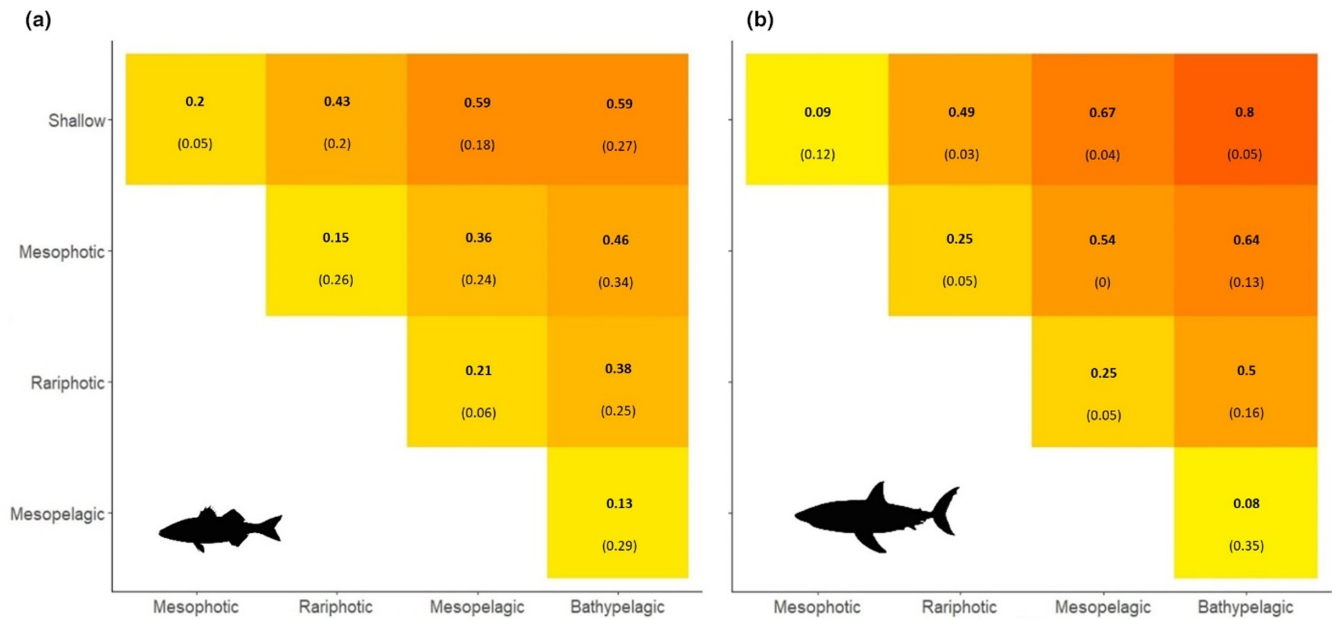 (a)
(b)
Shallow
0.2
0.43
0.59
0.59
(0.05)
(0.2)
(0.18)
(0.27)
0.09
0.49
0.67
0.8
(0.12)
(0.03)
(0.04)
(0.05)
Mesophotic
0.15
0.36
0.46
(0.26)
(0.24)
(0.34)
0.25
0.54
0.64
(0.05)
(0)
(0.13)
Rariphotic
0.21
0.38
(0.06)
(0.25)
0.25
0.5
(0.05)
(0.16)
Mesopelagic
0.13
(0.29)
0.08
(0.35)
Mesophotic
Rariphotic
Mesopelagic
Bathypelagic
Mesophotic
Rariphotic
Mesopelagic
Bathypelagic